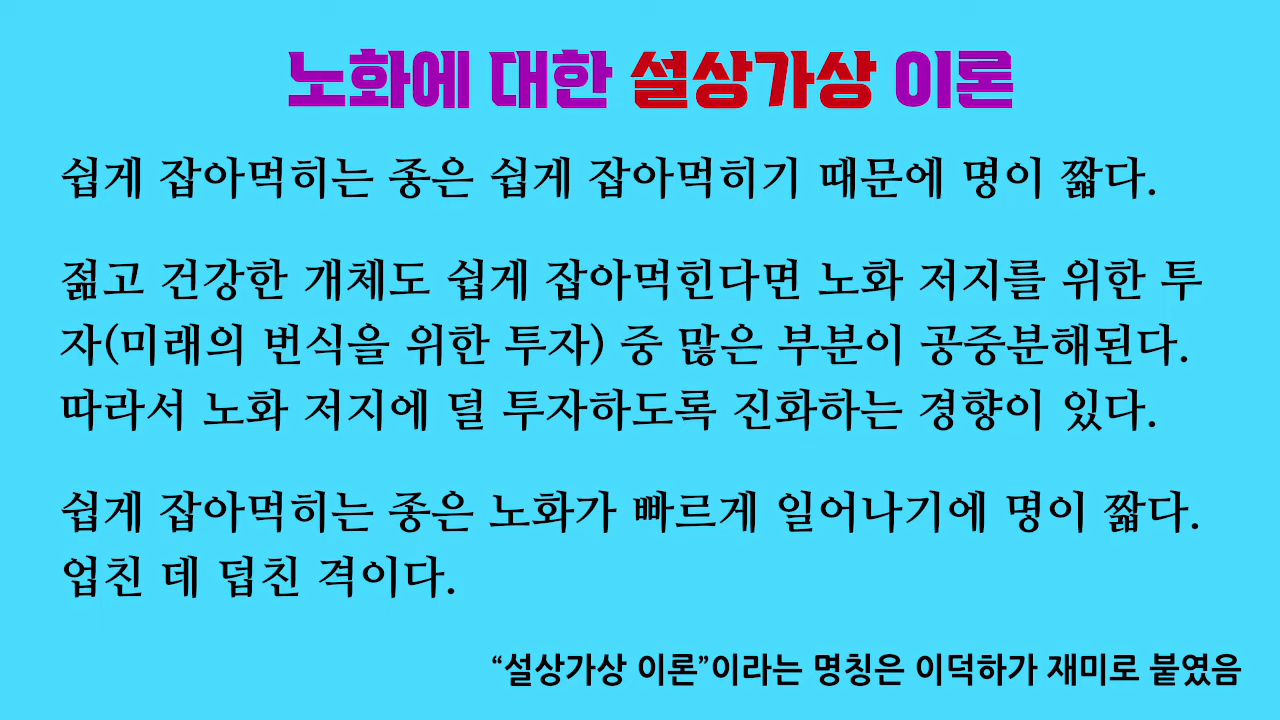 노화에 대한 설상가상 이론
쉽게 잡아먹히는 종은 쉽게 잡아먹히기 때문에 명이 짧다.
젊고 건강한 개체도 쉽게 잡아먹힌다면 노화 저지를 위한 투
자(미래의 번식을 위한 투자) 중 많은 부분이 공중분해된다.
따라서 노화 저지에 덜 투자하도록 진화하는 경향이 있다.
쉽게 잡아먹히는 종은 노화가 빠르게 일어나기에 명이 짧다.
업친 데 덥친 격이다.
“설상가상 이론”이라는 명칭은 이덕하가 재미로 붙였음